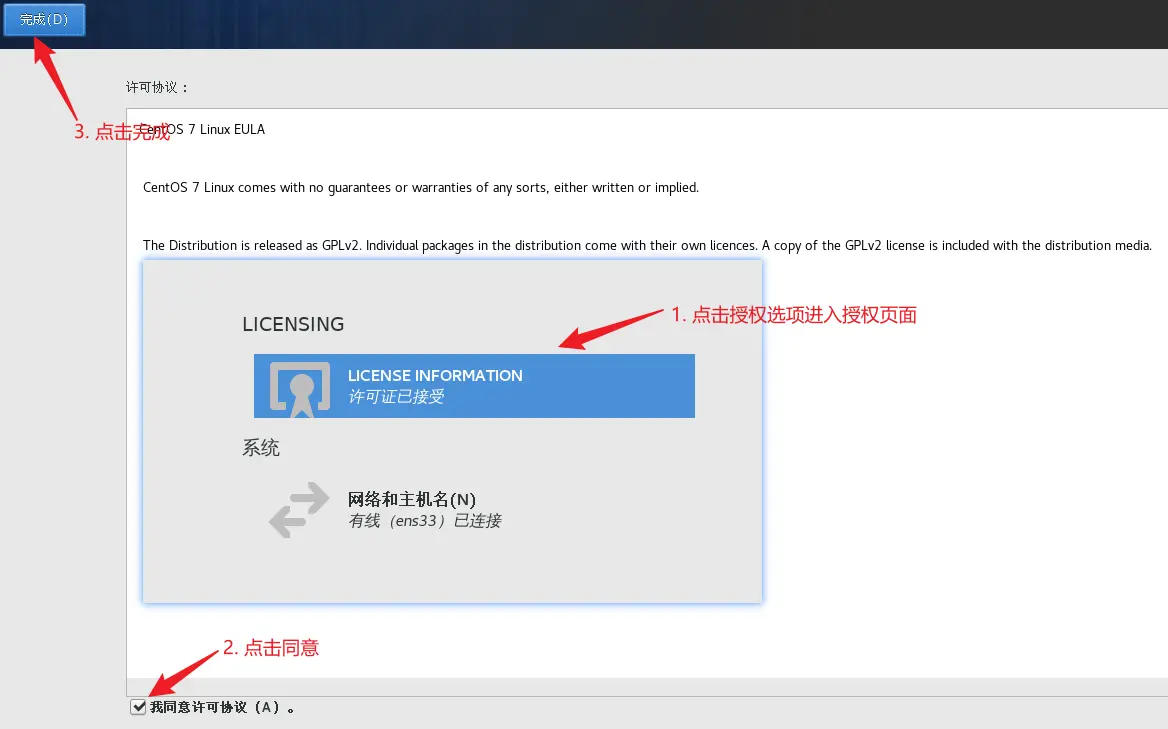 完成(D)
许可协议：
3. 点击完成
CentOS 7 Linux EULA
CentOS 7 Linux comes with no guarantees or warranties of any sorts, either written or implied.
The Distribution is released as GPLv2. Individual packages in the distribution come with their own licences. A copy of the GPLv2 license is included with the distribution media.
LICENSING
1. 点击授权选项进入授权页面
LICENSE INFORMATION
许可证已接受
系统
网络和主机名(N)
有线（ens33）已连接
2. 点击同意
我同意许可协议（A）。